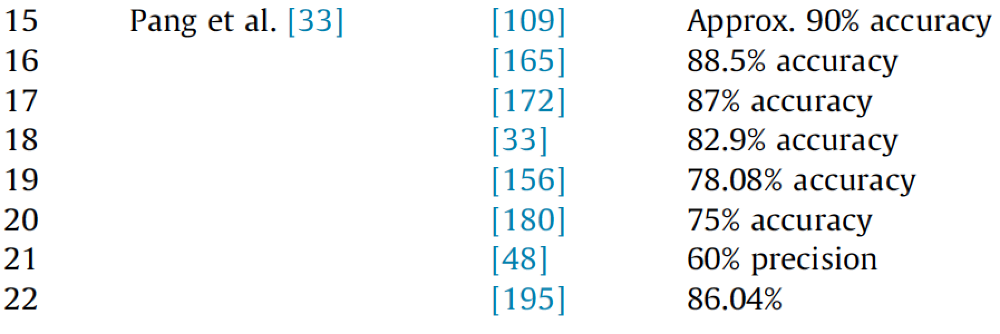 15 Pang et al. [33] [109] Approx. 90% accuracy
16 [165] 88.5% accuracy
17 [172] 87% accuracy
18 [33] 82.9% accuracy
19 [156] 78.08% accuracy
20 [180] 75% accuracy
21 [48] 60% precision
22 [195] 86.04%